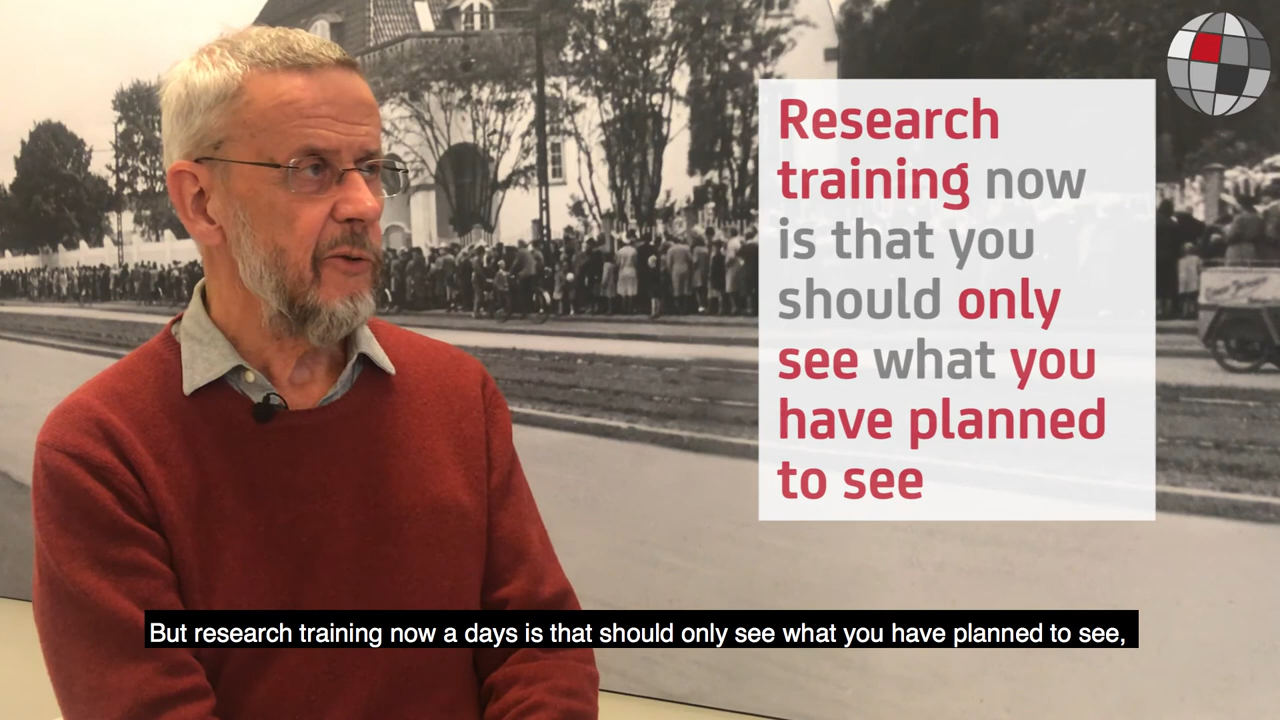 Research
training now
is that you
should only
see what you
have planned
to see
But research training now a days is that should only see what you have planned to see,